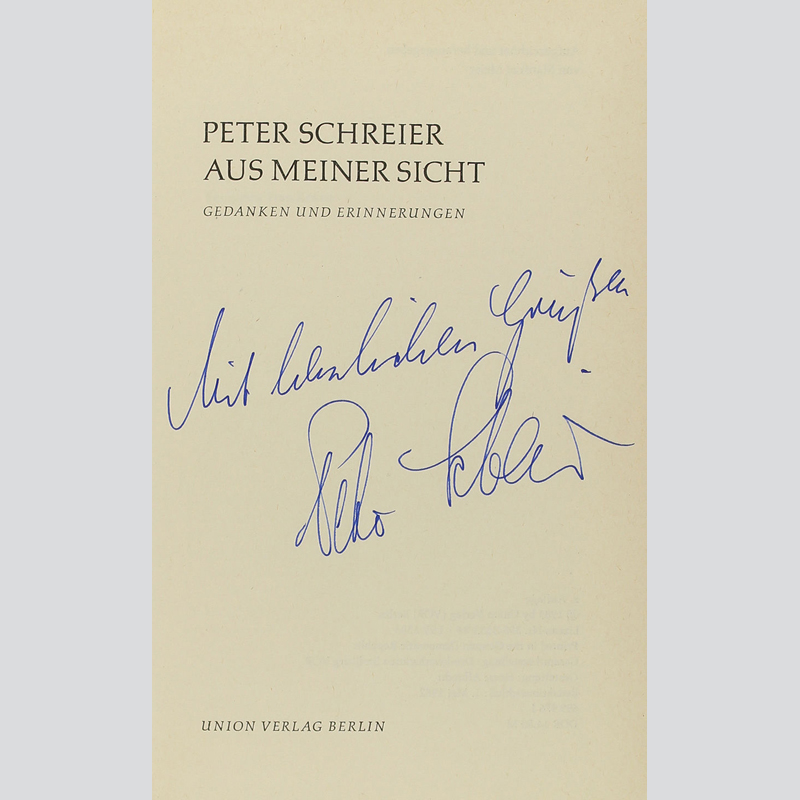 PETER SCHREIER
AUS MEINER SICHT
GEDANKEN UND ERINNERUNGEN
Mit herzlichen Grüßen
Peter Schreier
UNION VERLAG BERLIN